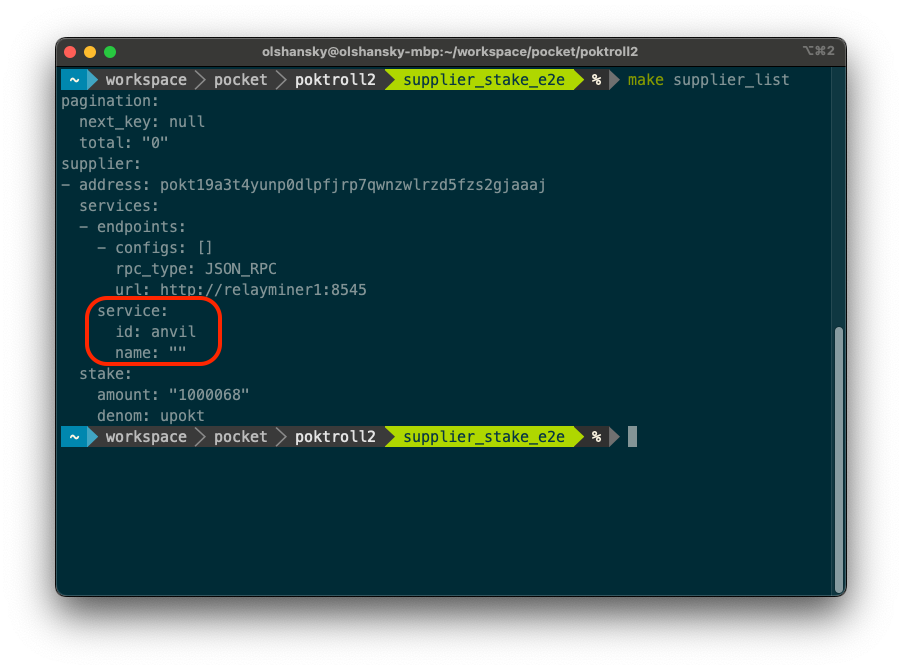 olshansky@olshansky-mbp:~/workspace/pocket/poktroll2 ⌥⌘2
~ workspace pocket poktroll2 supplier_stake_e2e % make supplier_list
pagination:
  next_key: null
  total: "0"
supplier:
- address: pokt19a3t4yunp0dlpfjrp7qwnzwlrzd5fzs2gjaaaj
  services:
  - endpoints:
    - configs: []
      rpc_type: JSON_RPC
      url: http://relayminer1:8545
    service:
      id: anvil
      name: ""
  stake:
    amount: "1000068"
    denom: upokt
~ workspace pocket poktroll2 supplier_stake_e2e %